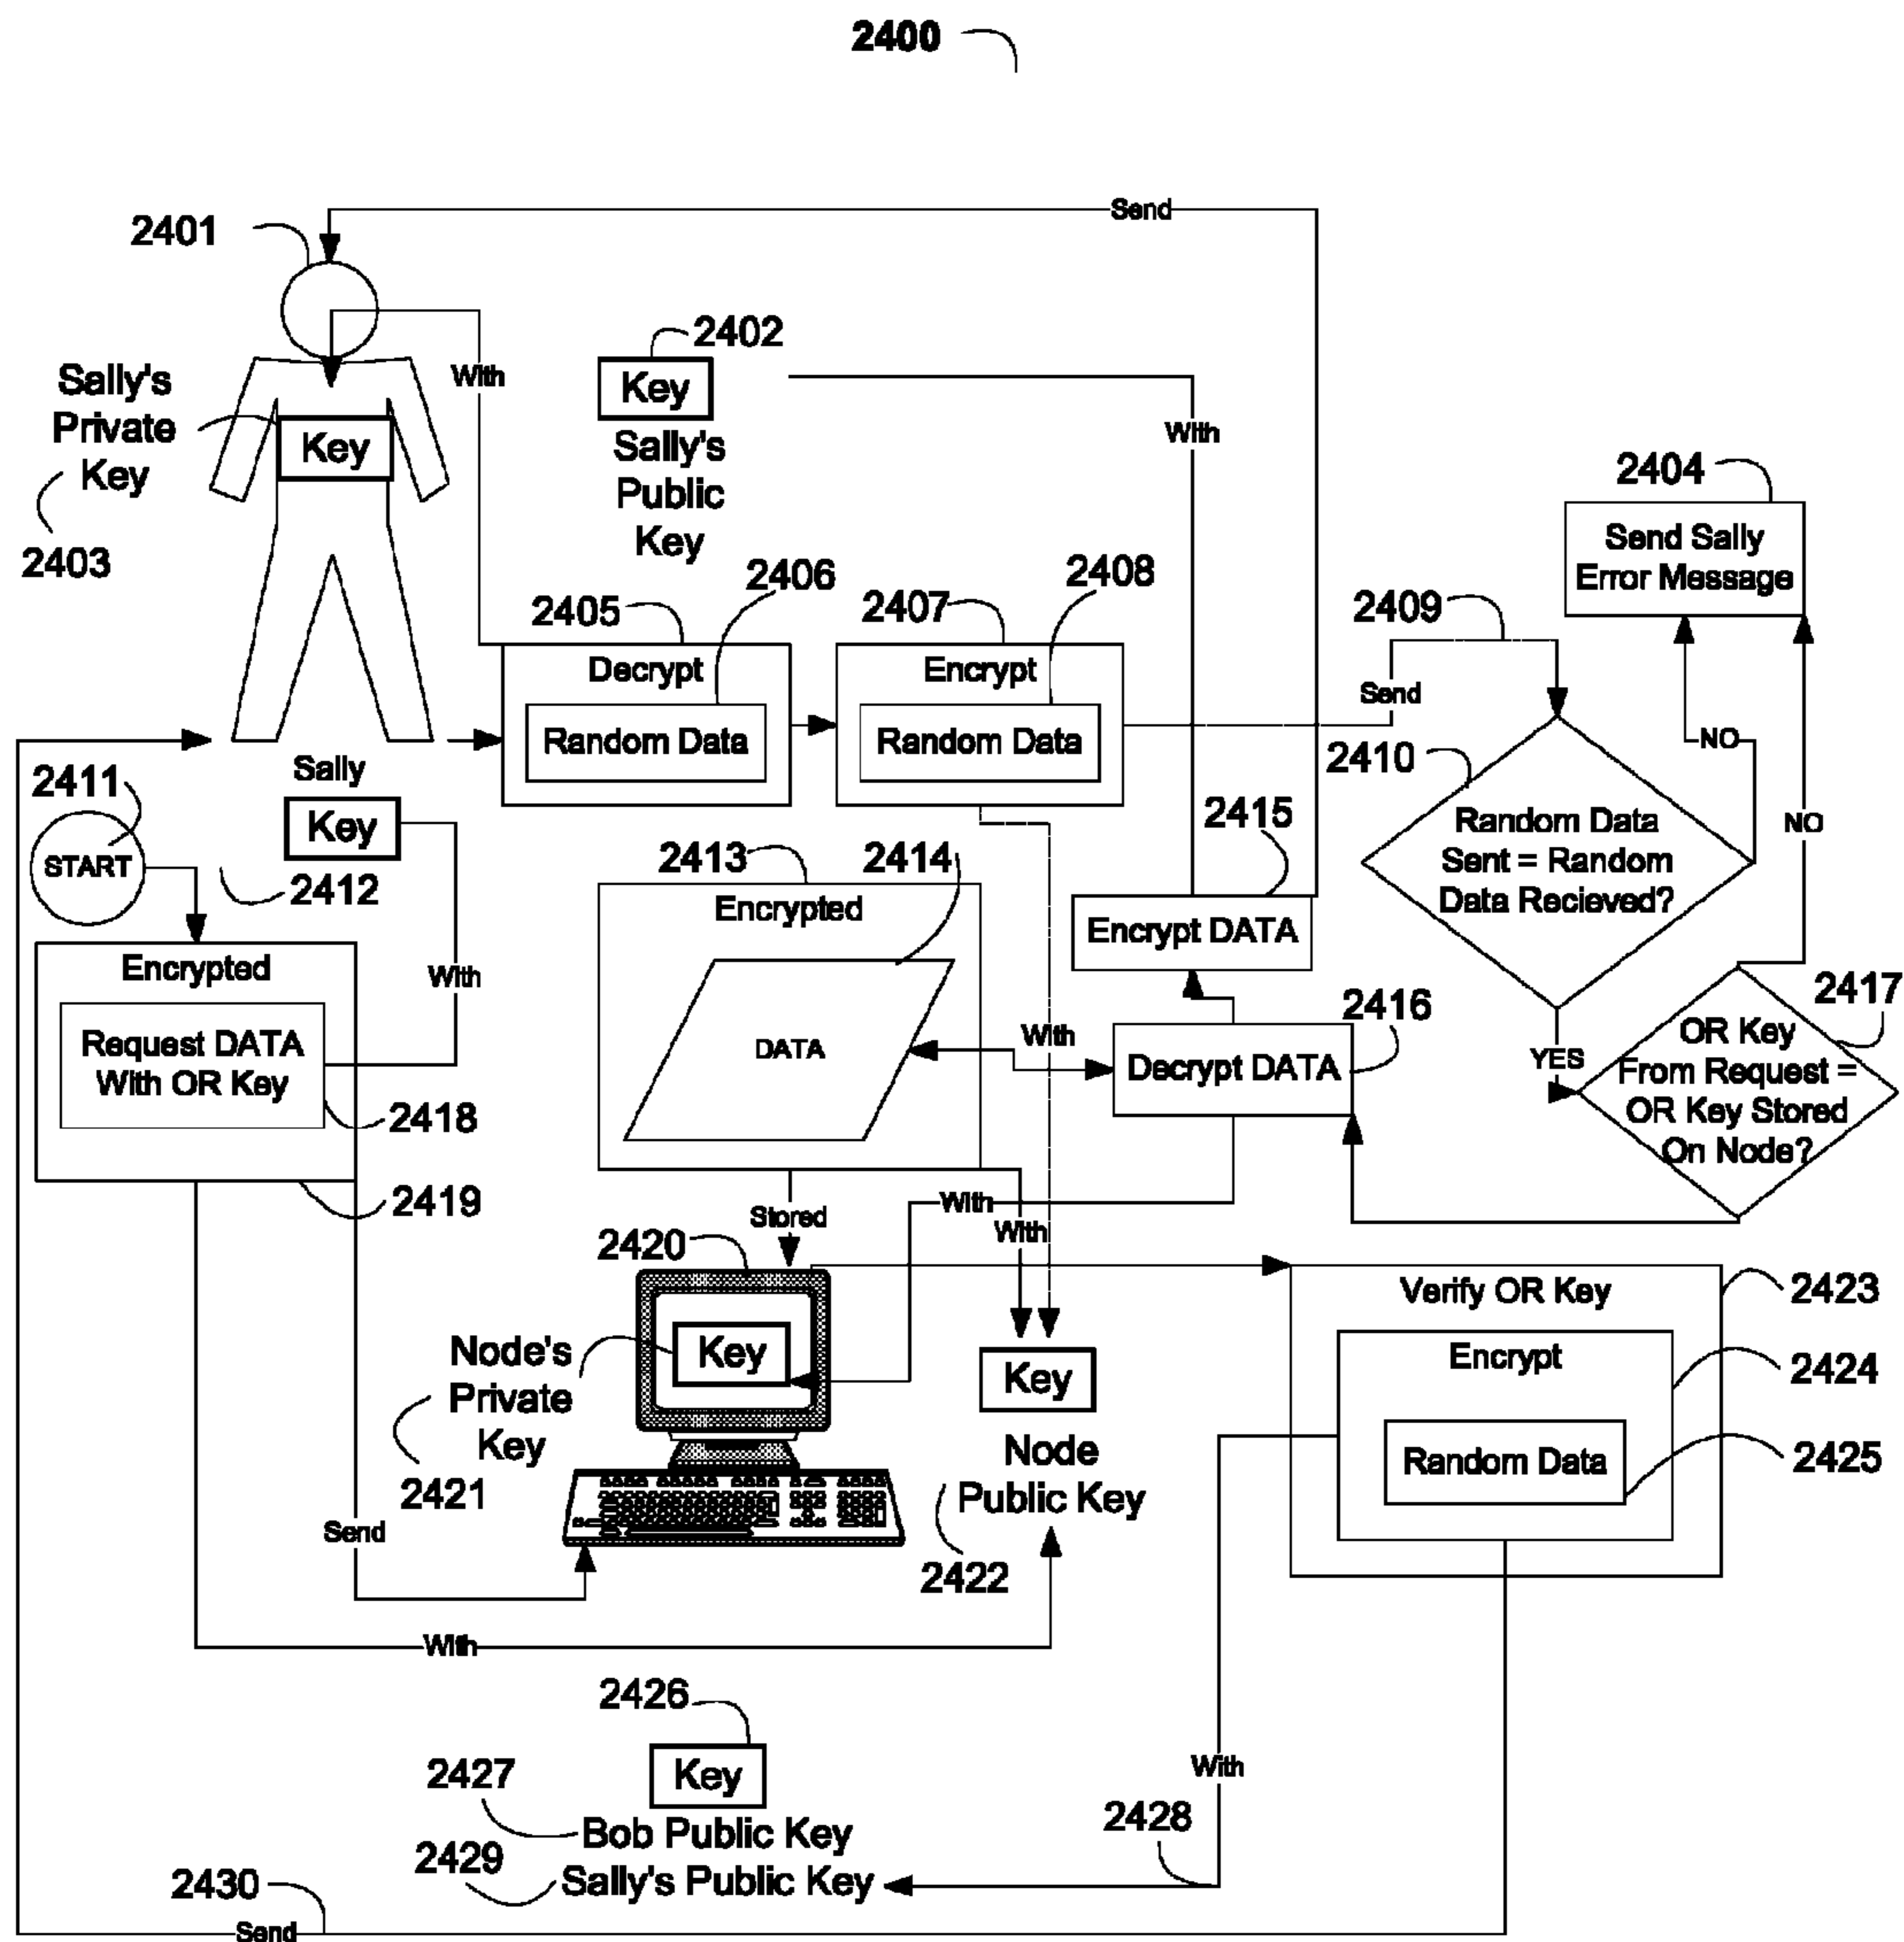 2400
2401
Send
2402
Key
Sally's
Public
Key
With
With
Sally's
Private
Key
2403
Key
Sally
2404
Send Sally
Error Message
2405
2406
Decrypt
Random Data
2407
2408
Encrypt
Random Data
2409
Send
2410
Random Data
Sent = Random
Data Recieved?
NO
NO
YES
2411
START
Key
2412
With
2413
2414
Encrypted
DATA
2415
Encrypt DATA
With
2416
Decrypt DATA
2417
OR Key
From Request =
OR Key Stored
On Node?
Encrypted
Request DATA
With OR Key
2418
2419
Stored
With
With
2420
Key
Node's
Private
Key
2421
Key
Node
Public Key
2422
Verify OR Key
2423
Encrypt
2424
Random Data
2425
Send
With
2426
Key
2427
Bob Public Key
2429
Sally's Public Key
With
2428
2430
Send